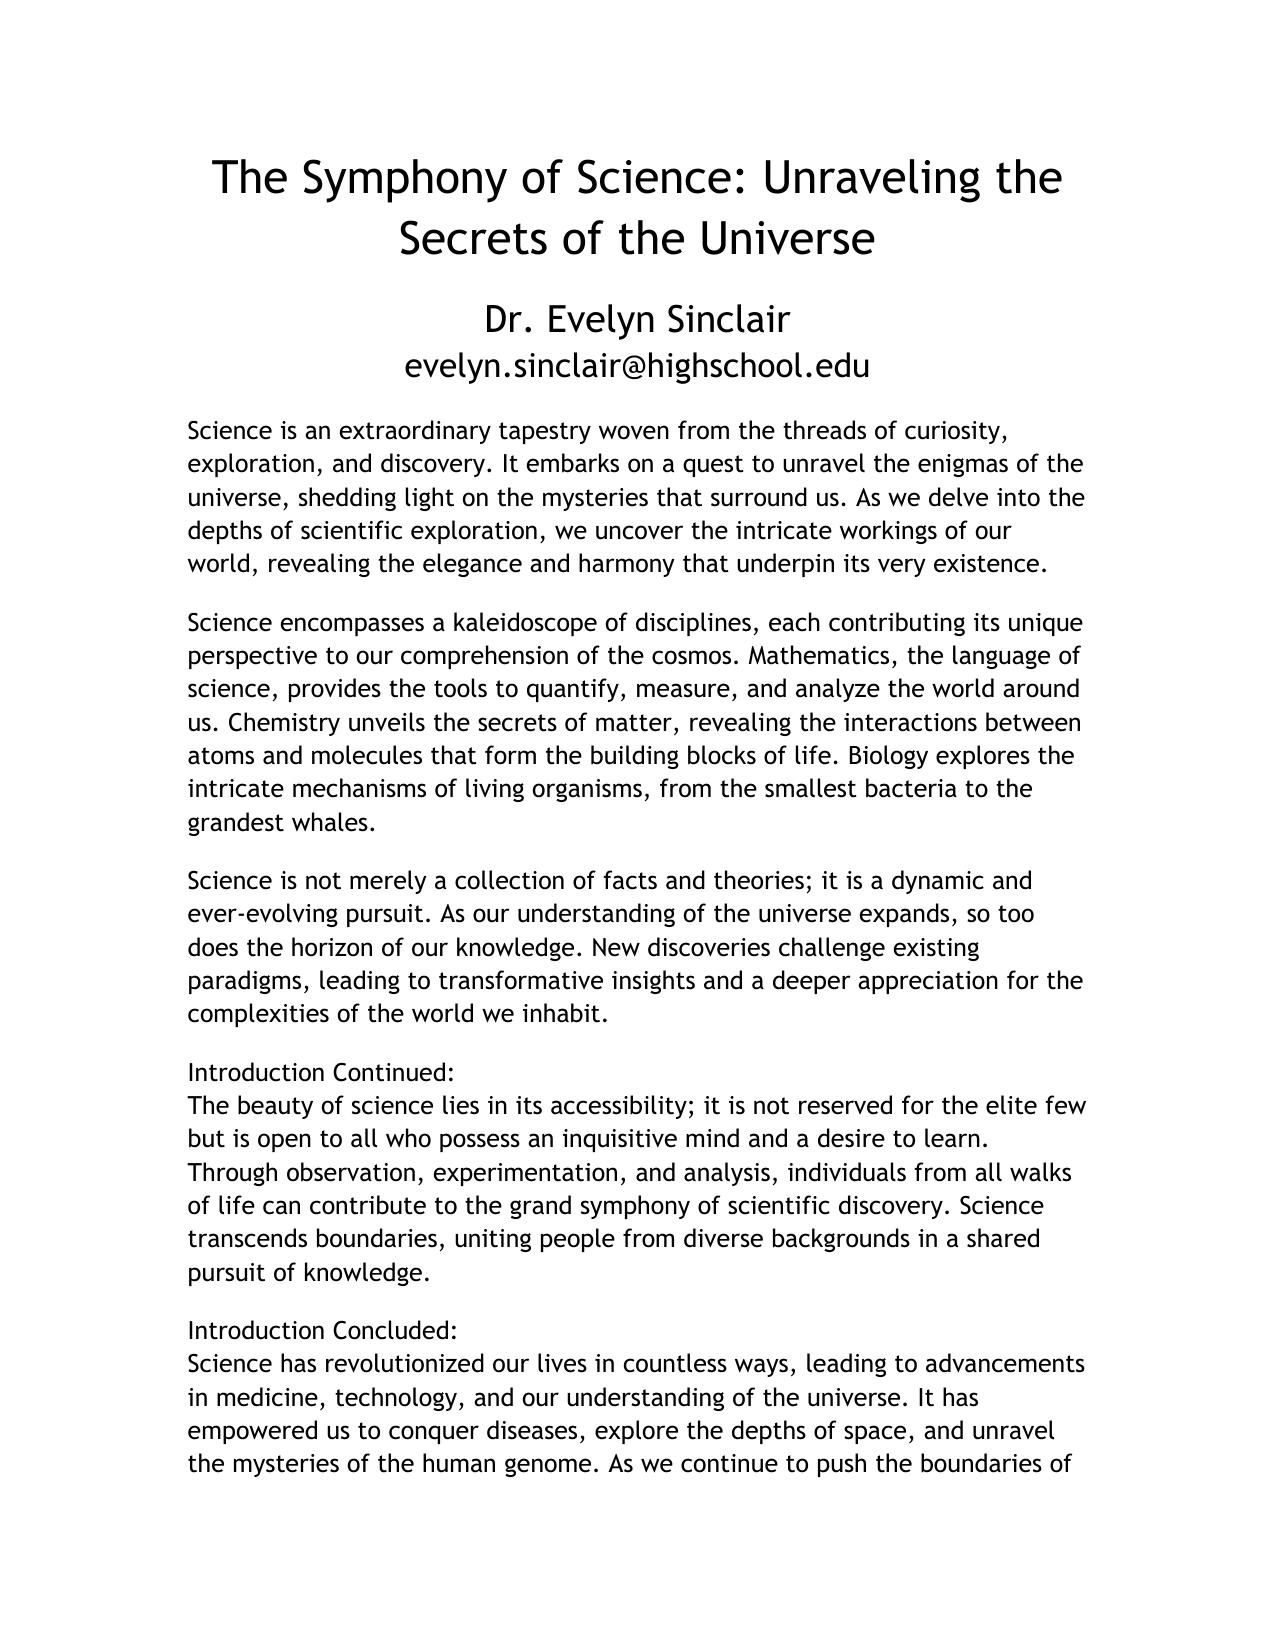 The Symphony of Science: Unraveling the
Secrets of the Universe
Dr. Evelyn Sinclair
evelyn.sinclair@highschool.edu
Science is an extraordinary tapestry woven from the threads of curiosity,
exploration, and discovery. It embarks on a quest to unravel the enigmas of the
universe, shedding light on the mysteries that surround us. As we delve into the
depths of scientific exploration, we uncover the intricate workings of our
world, revealing the elegance and harmony that underpin its very existence.
Science encompasses a kaleidoscope of disciplines, each contributing its unique
perspective to our comprehension of the cosmos. Mathematics, the language of
science, provides the tools to quantify, measure, and analyze the world around
us. Chemistry unveils the secrets of matter, revealing the interactions between
atoms and molecules that form the building blocks of life. Biology explores the
intricate mechanisms of living organisms, from the smallest bacteria to the
grandest whales.
Science is not merely a collection of facts and theories; it is a dynamic and
ever-evolving pursuit. As our understanding of the universe expands, so too
does the horizon of our knowledge. New discoveries challenge existing
paradigms, leading to transformative insights and a deeper appreciation for the
complexities of the world we inhabit.
Introduction Continued:
The beauty of science lies in its accessibility; it is not reserved for the elite few
but is open to all who possess an inquisitive mind and a desire to learn.
Through observation, experimentation, and analysis, individuals from all walks
of life can contribute to the grand symphony of scientific discovery. Science
transcends boundaries, uniting people from diverse backgrounds in a shared
pursuit of knowledge.
Introduction Concluded:
Science has revolutionized our lives in countless ways, leading to advancements
in medicine, technology, and our understanding of the universe. It has
empowered us to conquer diseases, explore the depths of space, and unravel
the mysteries of the human genome. As we continue to push the boundaries of